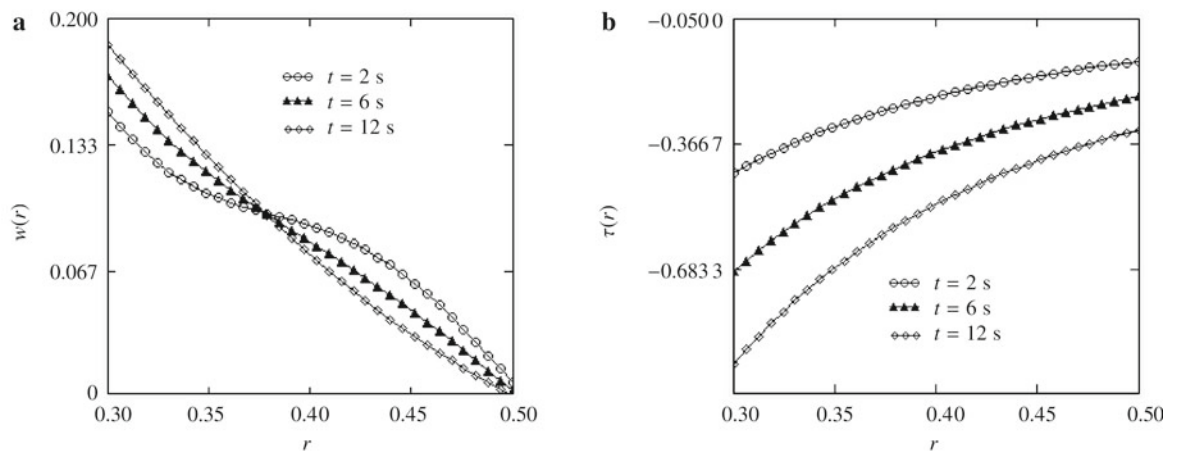 a
0.200
0.133
0.067
0
w(r)
t = 2 s
t = 6 s
t = 12 s
0.30 0.35 0.40 0.45 0.50
r
b
−0.050 0
−0.366 7
−0.683 3
τ(r)
t = 2 s
t = 6 s
t = 12 s
0.30 0.35 0.40 0.45 0.50
r